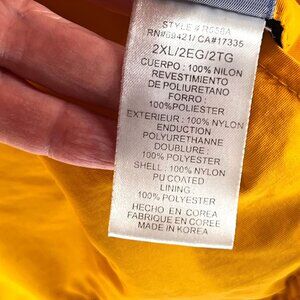 STYLE # R558A
RN#69421/ CA#17335
2XL/2EG/2TG
CUERPO : 100% NILON
REVESTIMIENTO
DE POLIURETANO
FORRO :
100%POLIESTER
EXTERIEUR : 100% NYLON
ENDUCTION
POLYURETHANNE
DOUBLURE :
100% POLYESTER
SHELL : 100% NYLON
PU COATED
LINING :
100% POLYESTER
HECHO EN COREA
FABRIQUE EN COREE
MADE IN KOREA